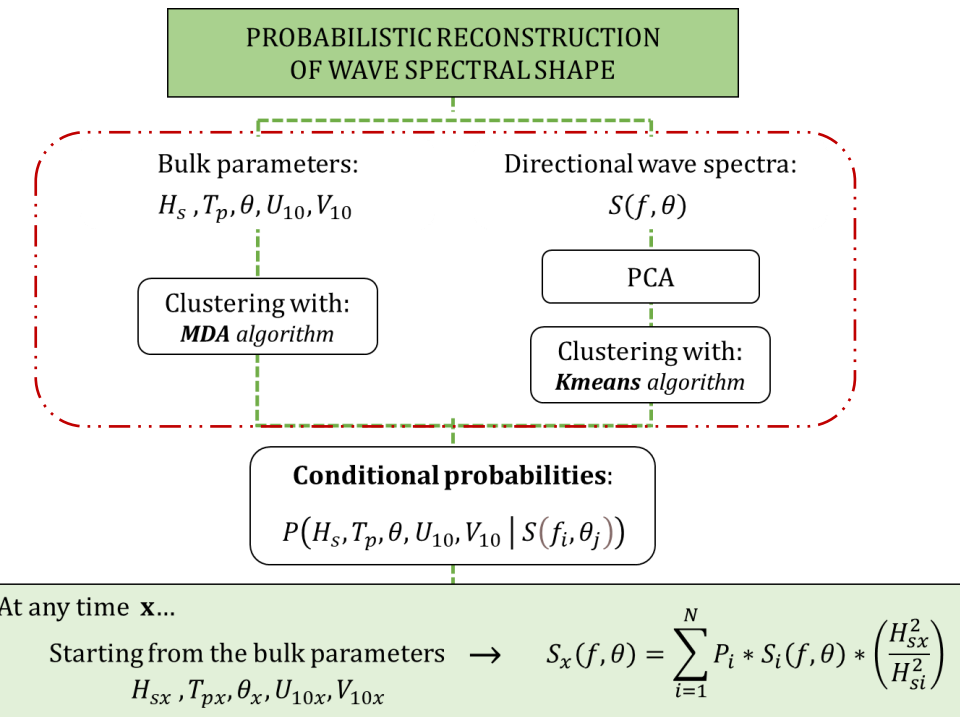 PROBABILISTIC RECONSTRUCTION
OF WAVE SPECTRAL SHAPE
Bulk parameters:
H_s , T_p, θ, U_10, V_10
Clustering with:
MDA algorithm
Directional wave spectra:
S(f, θ)
PCA
Clustering with:
Kmeans algorithm
Conditional probabilities:
P(H_s, T_p, θ, U_10, V_10 | S(f_i, θ_j))
At any time x...
Starting from the bulk parameters →
H_sx , T_px, θ_x, U_10x, V_10x
S_x(f, θ) = ∑_{i=1}^{N} P_i * S_i(f, θ) * (H_sx^2 / H_si^2)